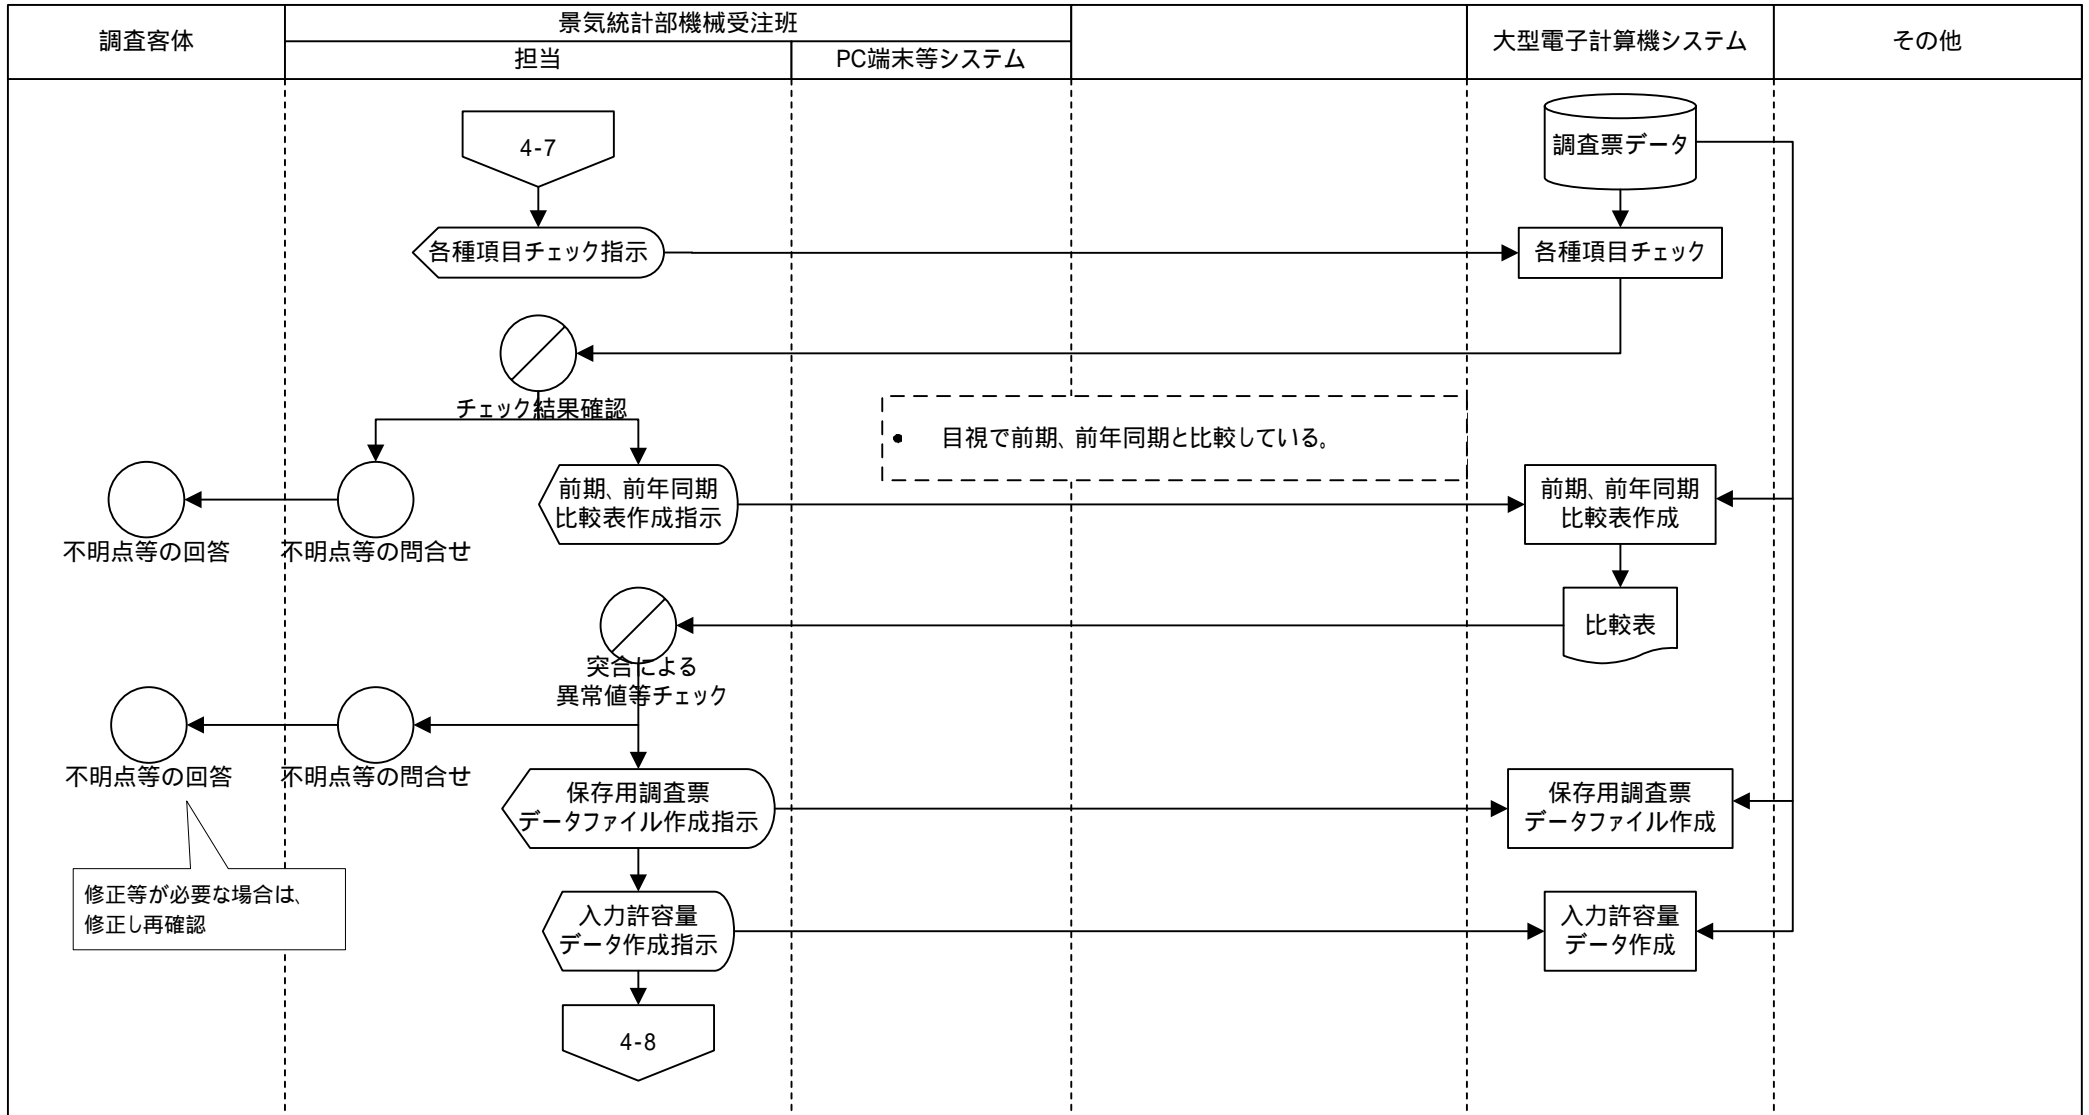 調査客体
景気統計部機械受注班
担当
PC端末等システム
大型電子計算機システム
その他
4-7
調査票データ
各種項目チェック指示
各種項目チェック
チェック結果確認
・ 目視で前期、前年同期と比較している。
前期、前年同期
比較表作成指示
前期、前年同期
比較表作成
不明点等の回答
不明点等の問合せ
比較表
突合による
異常値等チェック
不明点等の回答
不明点等の問合せ
保存用調査票
データファイル作成指示
保存用調査票
データファイル作成
修正等が必要な場合は、
修正し再確認
入力許容量
データ作成指示
入力許容量
データ作成
4-8